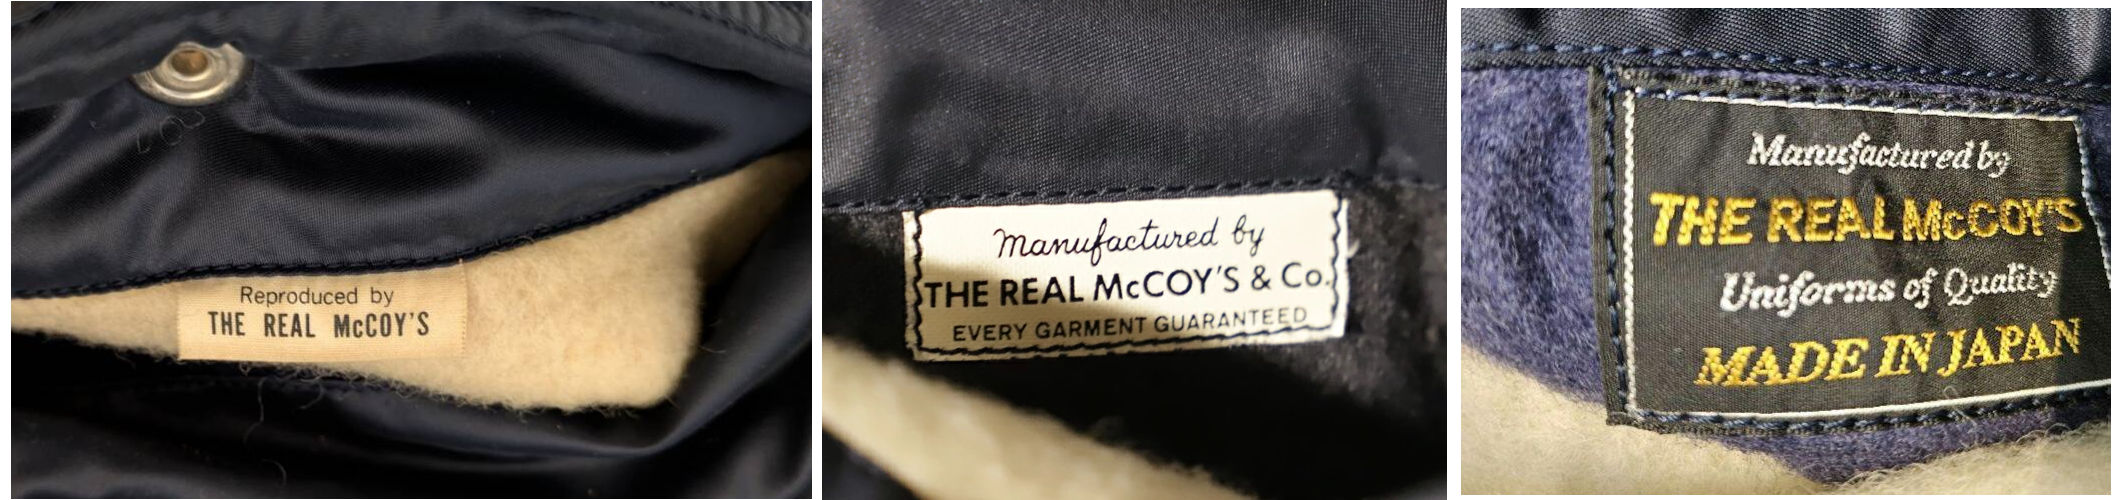 Reproduced by
THE REAL McCOY'S
Manufactured by
THE REAL McCOY'S & Co.
EVERY GARMENT GUARANTEED
Manufactured by
THE REAL McCOY'S
Uniforms of Quality
MADE IN JAPAN